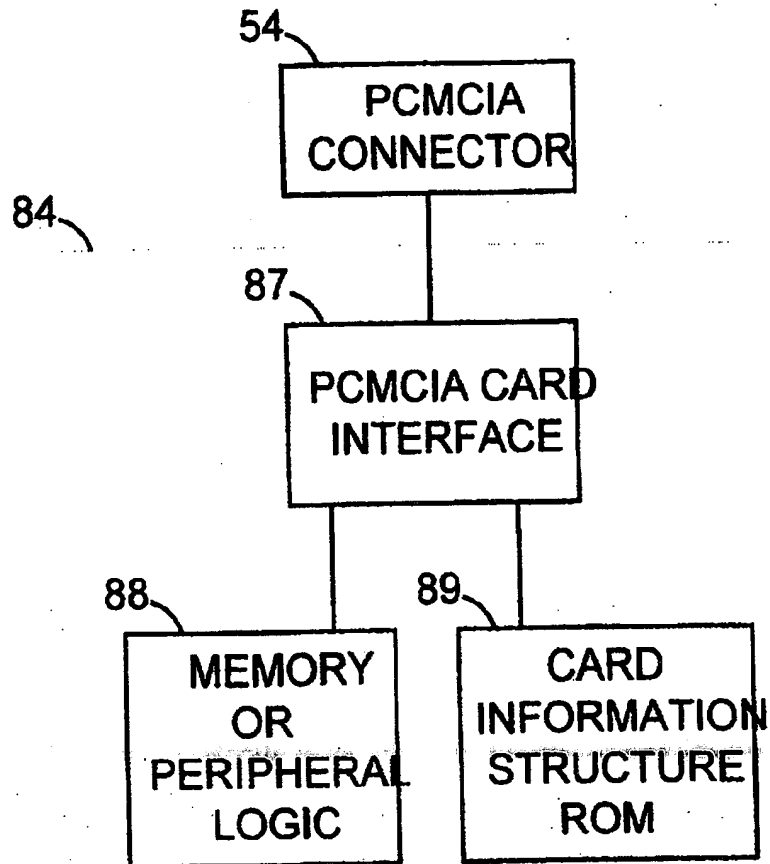 54
PCMCIA
CONNECTOR
84
87
PCMCIA CARD
INTERFACE
88
MEMORY
OR
PERIPHERAL
LOGIC
89
CARD
INFORMATION
STRUCTURE
ROM